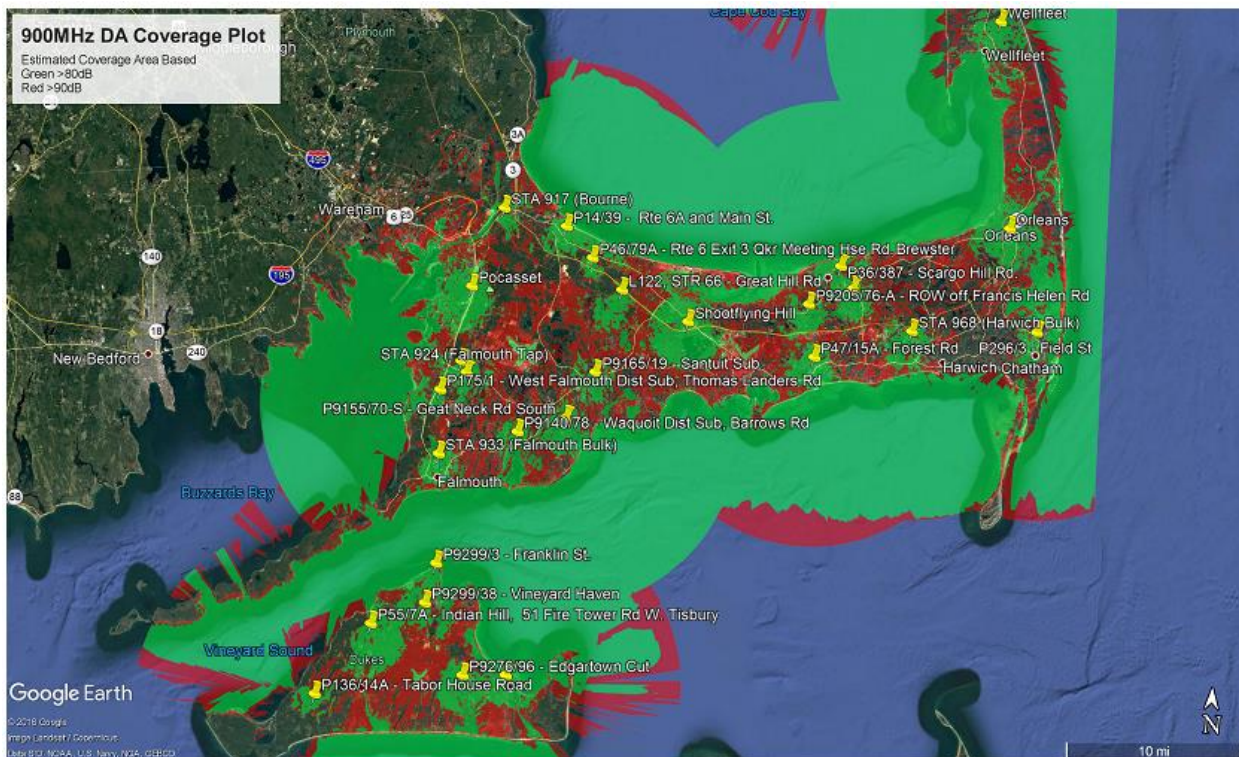 900MHz DA Coverage Plot
Estimated Coverage Area Based
Green >80dB
Red >90dB
Cape Cod Bay
Wellfleet
Wellfleet
Plymouth
Middleborough
3A
3
495
Wareham
6
25
STA 917 (Bourne)
P14/39 - Rte 6A and Main St.
Orleans
Orleans
P46/79A - Rte 6 Exit 3 Qkr Meeting Hse Rd. Brewster
140
195
Pocasset
L122, STR 66 - Great Hill Rd
P36/387 - Scargo Hill Rd.
P9205/76-A - ROW off Francis Helen Rd
Shootflying Hill
STA 968 (Harwich Bulk)
18
New Bedford
240
STA 924 (Falmouth Tap)
P9165/19 - Santuit Sub
P47/15A - Forest Rd
P296/3 - Field St
Harwich
Chatham
P175/1 - West Falmouth Dist Sub, Thomas Landers Rd
P9155/70-S - Geat Neck Rd South
P9140/78 - Waquoit Dist Sub, Barrows Rd
STA 933 (Falmouth Bulk)
Falmouth
88
Buzzards Bay
P9299/3 - Franklin St.
P9299/38 - Vineyard Haven
P55/7A - Indian Hill, 51 Fire Tower Rd W. Tisbury
Vineyard Sound
Dukes
P9276/96 - Edgartown Cut
P136/14A - Tabor House Road
Google Earth
© 2018 Google
Image Landsat / Copernicus
Data SIO, NOAA, U.S. Navy, NGA, GEBCO
N
10 mi